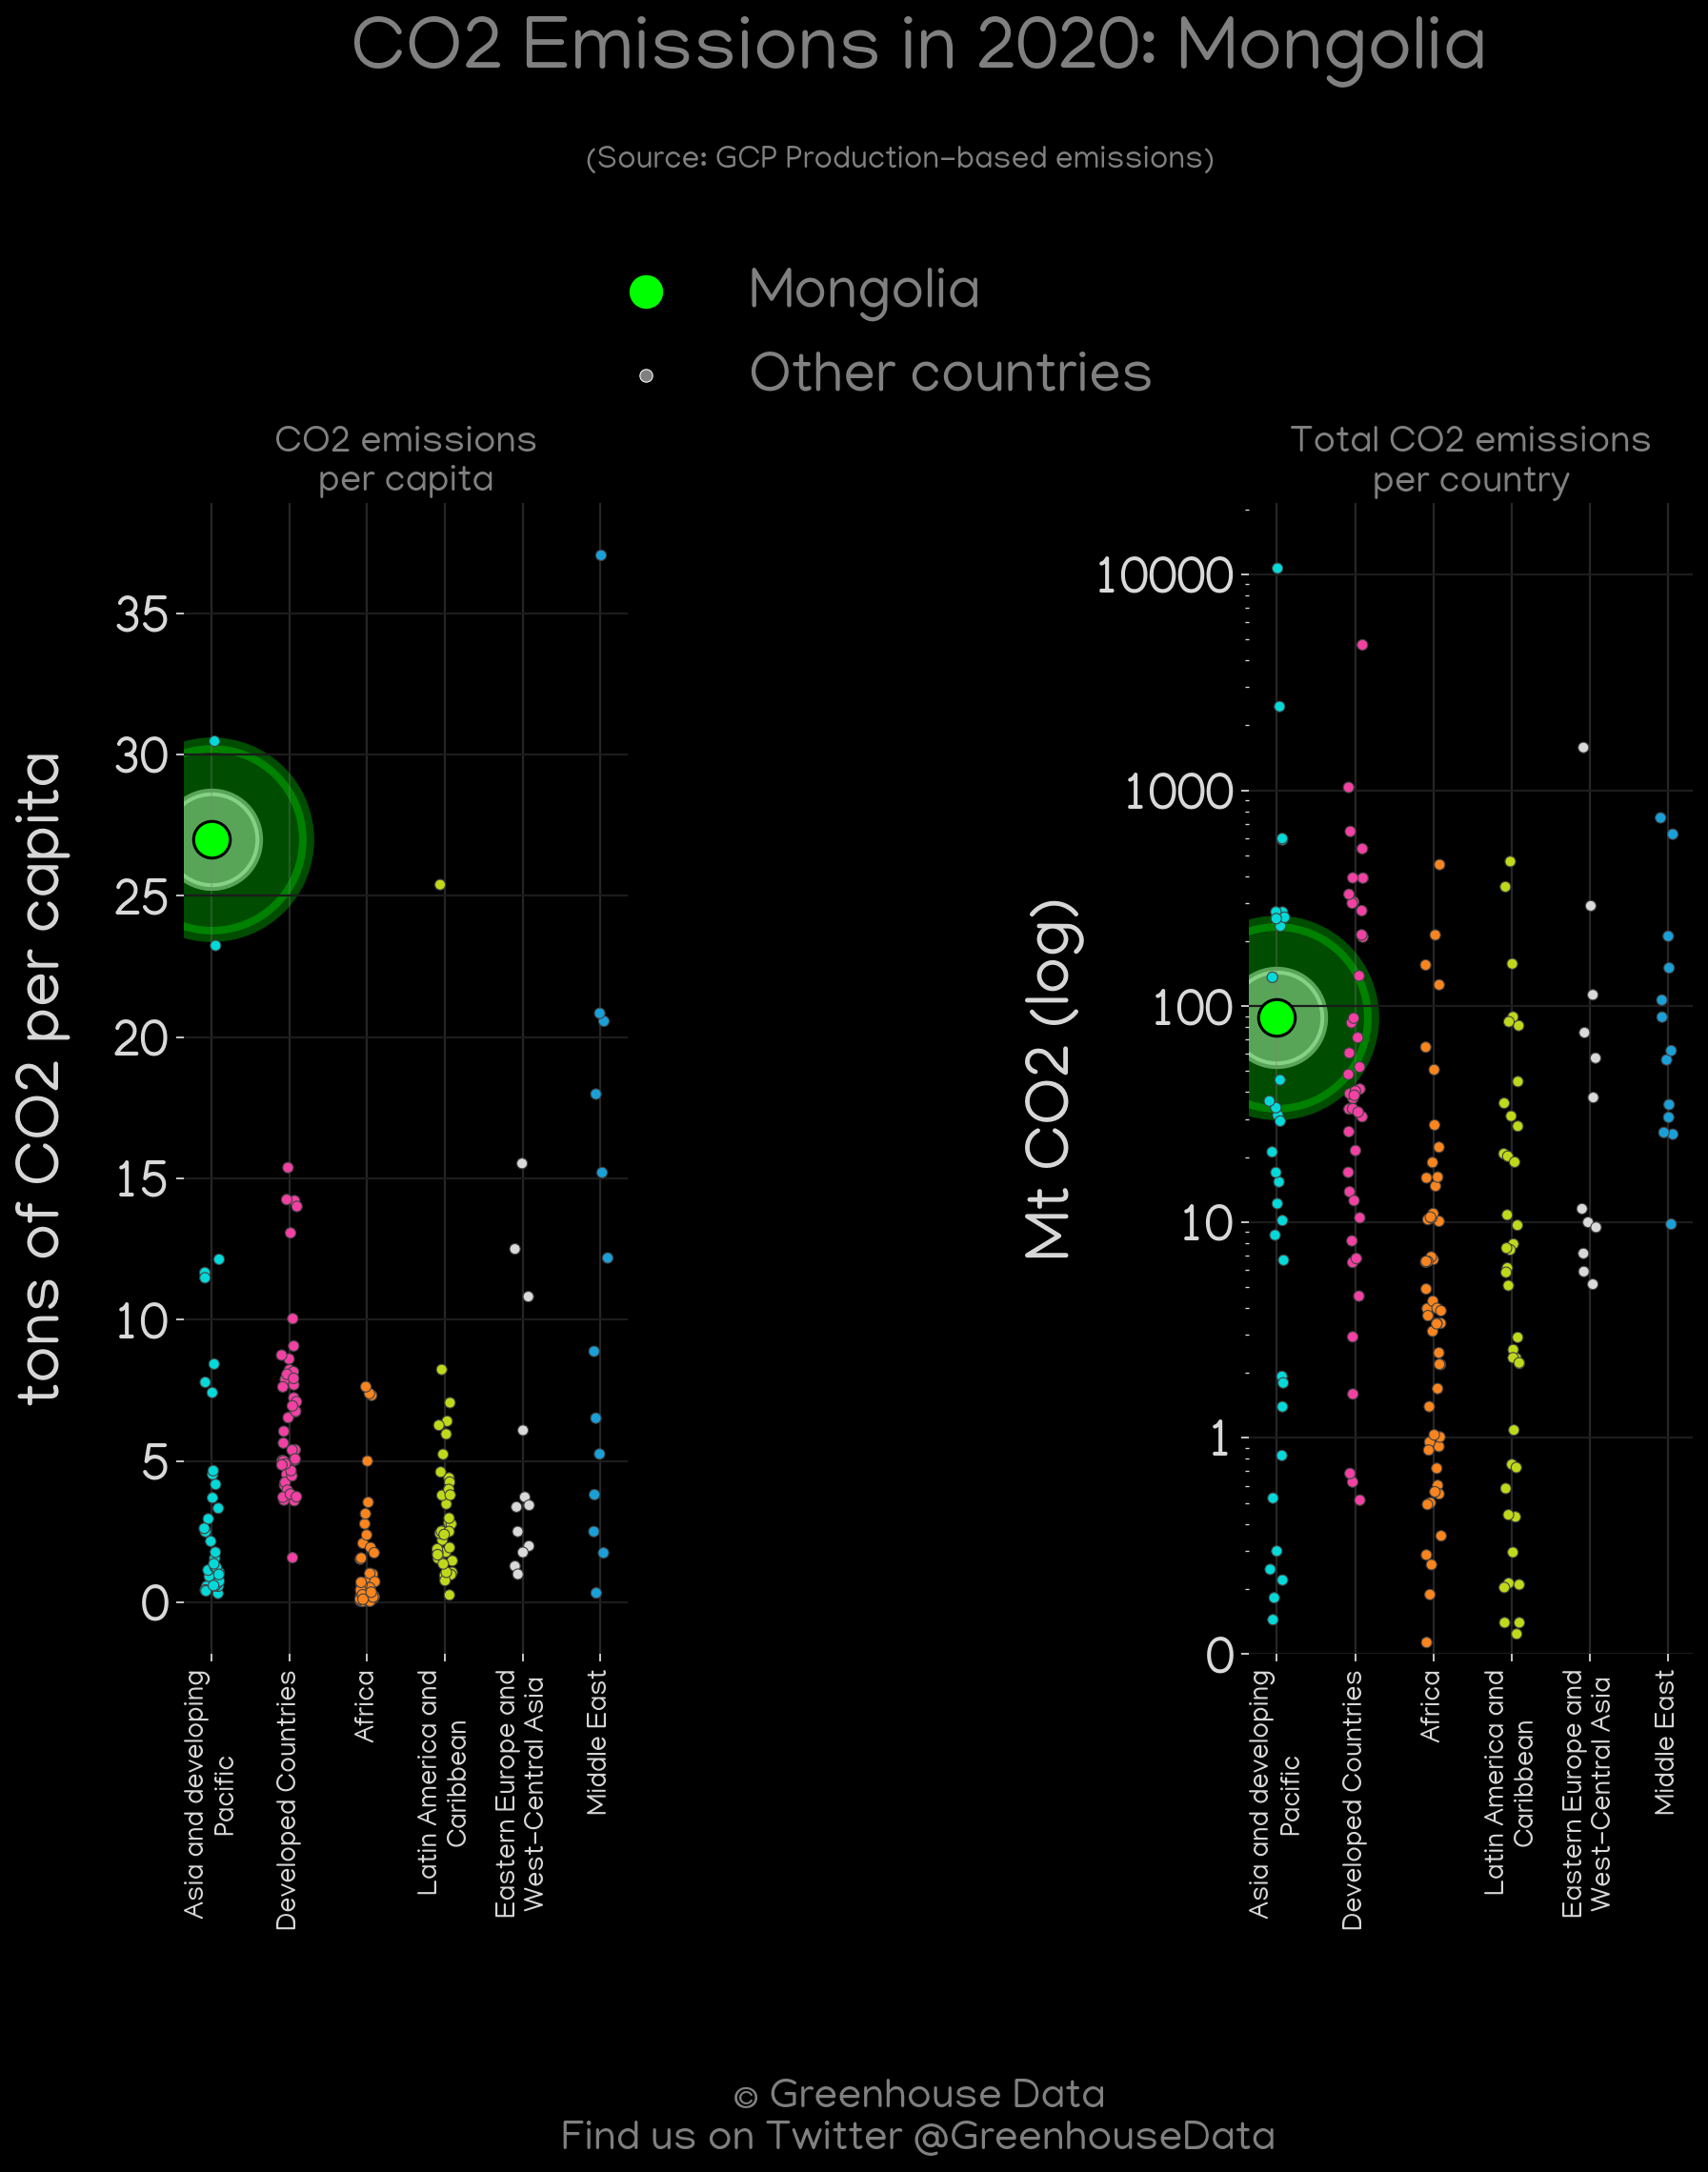 CO2 Emissions in 2020: Mongolia
(Source: GCP Production-based emissions)
Mongolia
Other countries
CO2 emissions
per capita
tons of CO2 per capita
35
30
25
20
15
10
5
0
Asia and developing
Pacific
Developed Countries
Africa
Latin America and
Caribbean
Eastern Europe and
West-Central Asia
Middle East
Total CO2 emissions
per country
Mt CO2 (log)
10000
1000
100
10
1
0
Asia and developing
Pacific
Developed Countries
Africa
Latin America and
Caribbean
Eastern Europe and
West-Central Asia
Middle East
© Greenhouse Data
Find us on Twitter @GreenhouseData